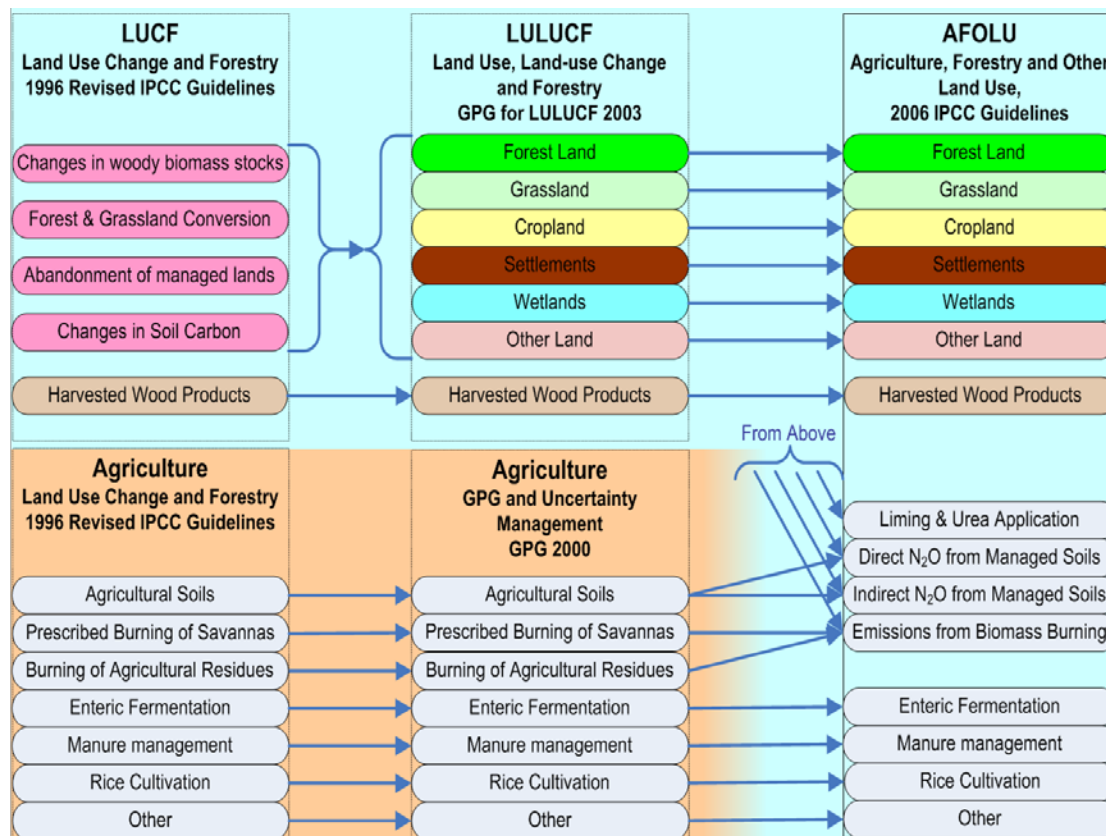 LUCF
Land Use Change and Forestry
1996 Revised IPCC Guidelines
Changes in woody biomass stocks
Forest & Grassland Conversion
Abandonment of managed lands
Changes in Soil Carbon
Harvested Wood Products
LULUCF
Land Use, Land-use Change
and Forestry
GPG for LULUCF 2003
Forest Land
Grassland
Cropland
Settlements
Wetlands
Other Land
Harvested Wood Products
AFOLU
Agriculture, Forestry and Other
Land Use,
2006 IPCC Guidelines
Forest Land
Grassland
Cropland
Settlements
Wetlands
Other Land
Harvested Wood Products
From Above
Agriculture
Land Use Change and Forestry
1996 Revised IPCC Guidelines
Agricultural Soils
Prescribed Burning of Savannas
Burning of Agricultural Residues
Enteric Fermentation
Manure management
Rice Cultivation
Other
Agriculture
GPG and Uncertainty
Management
GPG 2000
Agricultural Soils
Prescribed Burning of Savannas
Burning of Agricultural Residues
Enteric Fermentation
Manure management
Rice Cultivation
Other
Liming & Urea Application
Direct N₂O from Managed Soils
Indirect N₂O from Managed Soils
Emissions from Biomass Burning
Enteric Fermentation
Manure management
Rice Cultivation
Other